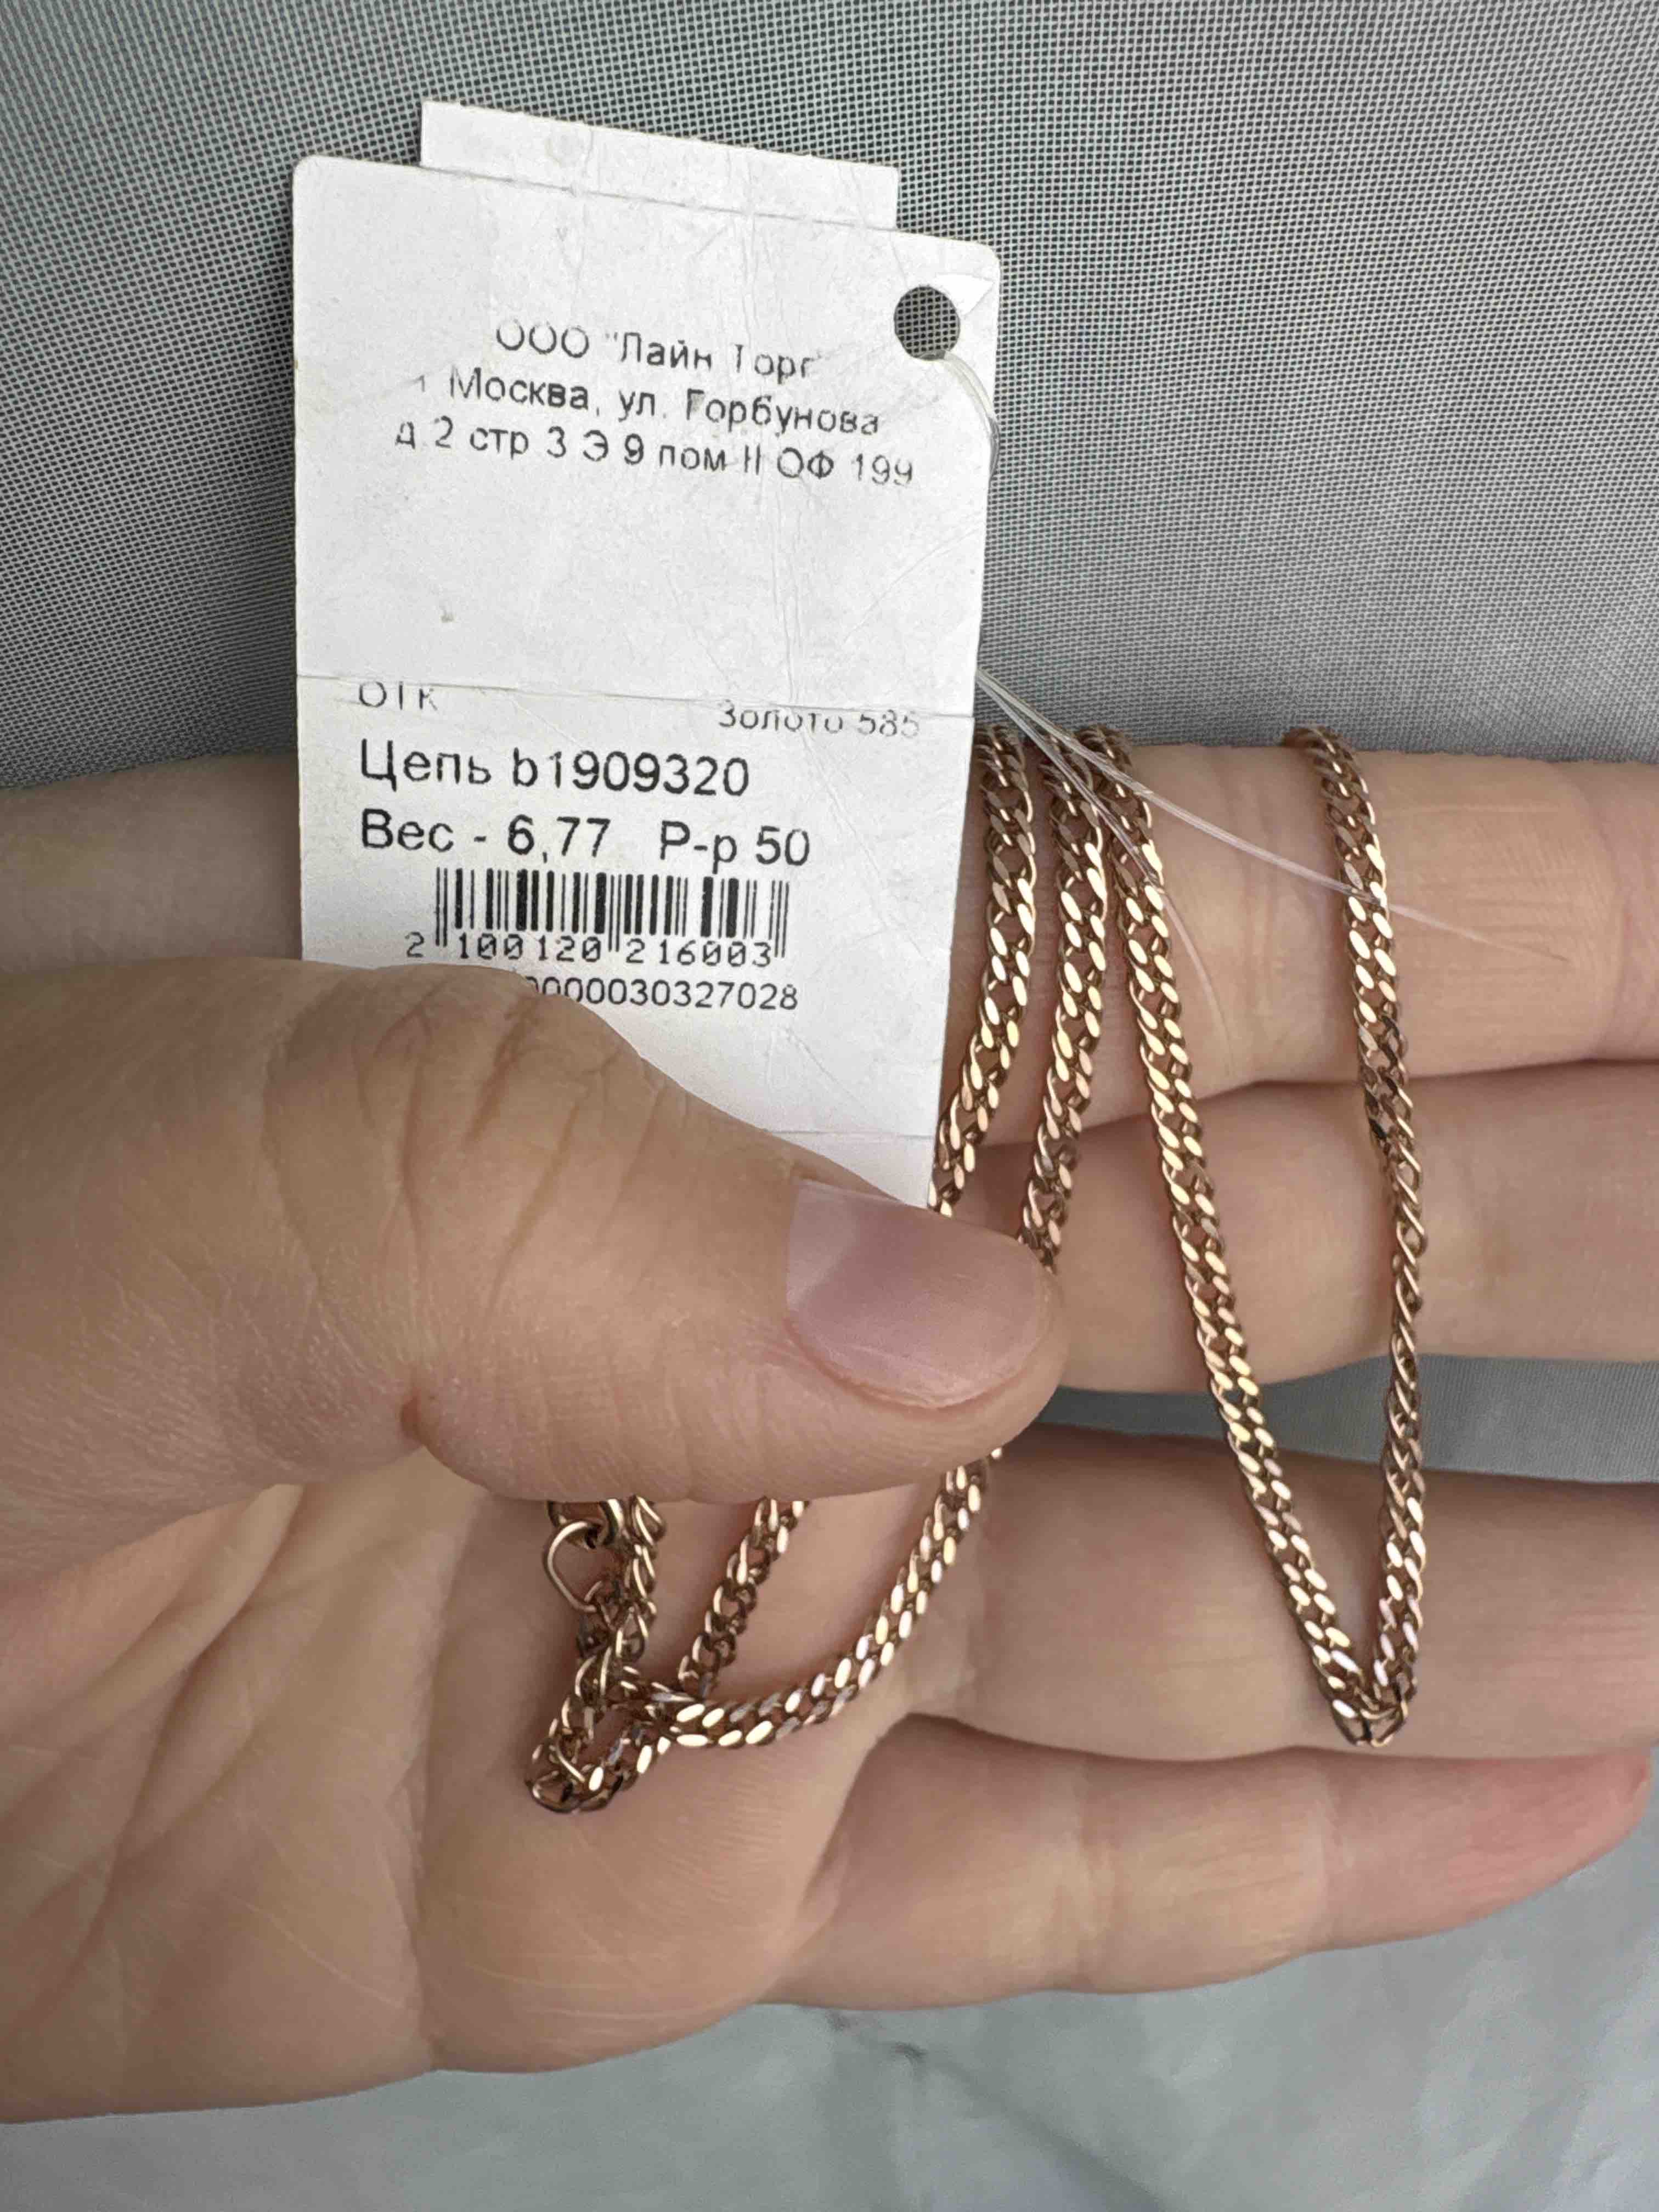 ООО "Лайн Торг"
Москва, ул. Горбунова
д.2 стр 3 Э 9 пом II ОФ 199
ОТК Золото 585
Цепь b1909320
Вес - 6,77 Р-р 50
2 100120 216003
0000030327028